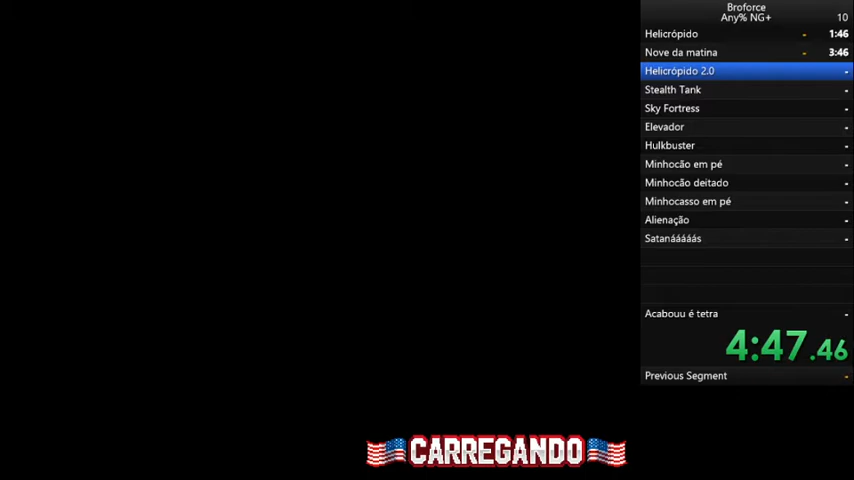 Broforce
Any% NG+ 10
Helicrópido - 1:46
Nove da matina - 3:46
Helicrópido 2.0 -
Stealth Tank -
Sky Fortress -
Elevador -
Hulkbuster -
Minhocão em pé -
Minhocão deitado -
Minhocasso em pé -
Alienação -
Satanááááás -
Acabouu é tetra -
4:47.46
Previous Segment -
CARREGANDO